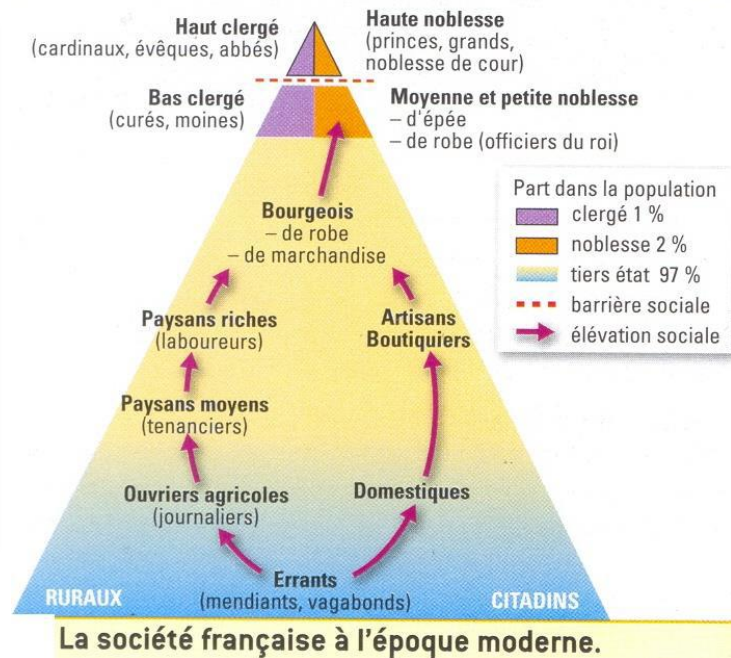 Haut clergé
(cardinaux, évêques, abbés)
Haute noblesse
(princes, grands,
noblesse de cour)
Bas clergé
(curés, moines)
Moyenne et petite noblesse
– d'épée
– de robe (officiers du roi)
Part dans la population
clergé 1 %
noblesse 2 %
tiers état 97 %
barrière sociale
élévation sociale
Bourgeois
– de robe
– de marchandise
Paysans riches
(laboureurs)
Artisans
Boutiquiers
Paysans moyens
(tenanciers)
Ouvriers agricoles
(journaliers)
Domestiques
Errants
(mendiants, vagabonds)
RURAUX
CITADINS
La société française à l'époque moderne.